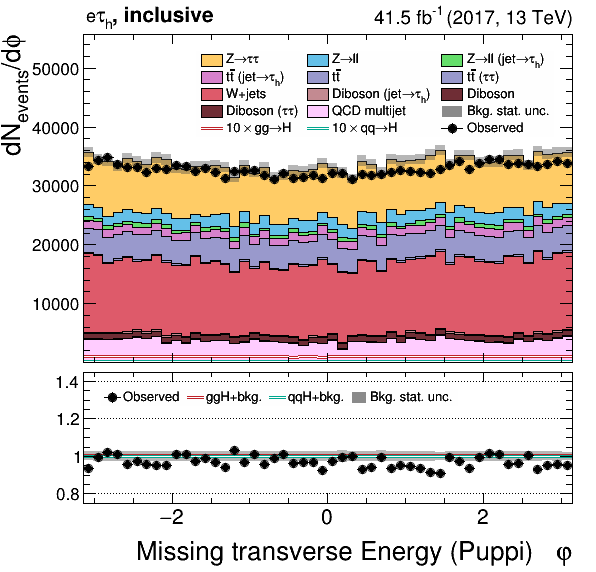 eτh, inclusive 41.5 fb⁻¹ (2017, 13 TeV)
dNevents/dϕ
50000
40000
30000
20000
10000
Z→ττ Z→ll Z→ll (jet→τh)
tt̄ (jet→τh) tt̄ tt̄ (ττ)
W+jets Diboson (jet→τh) Diboson
Diboson (ττ) QCD multijet Bkg. stat. unc.
10 × gg→H 10 × qq→H Observed
1.4
1.2
1
0.8
Observed ggH+bkg. qqH+bkg. Bkg. stat. unc.
−2 0 2
Missing transverse Energy (Puppi) φ